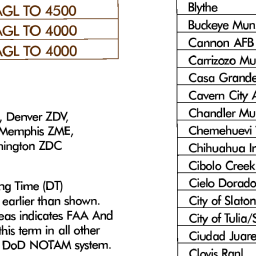 AGL TO 4500
AGL TO 4000
AGL TO 4000
, Denver ZDV,
Memphis ZME,
ington ZDC
ng Time (DT)
earlier than shown.
eas indicates FAA And
this term in all other
DoD NOTAM system.
Blythe
Buckeye Mun
Cannon AFB
Carrizozo Mu
Casa Grande
Cavern City A
Chandler Mu
Chemehuevi
Chihuahua In
Cibolo Creek
Cielo Dorado
City of Slaton
City of Tulia/S
Ciudad Juare
Clovis Regl